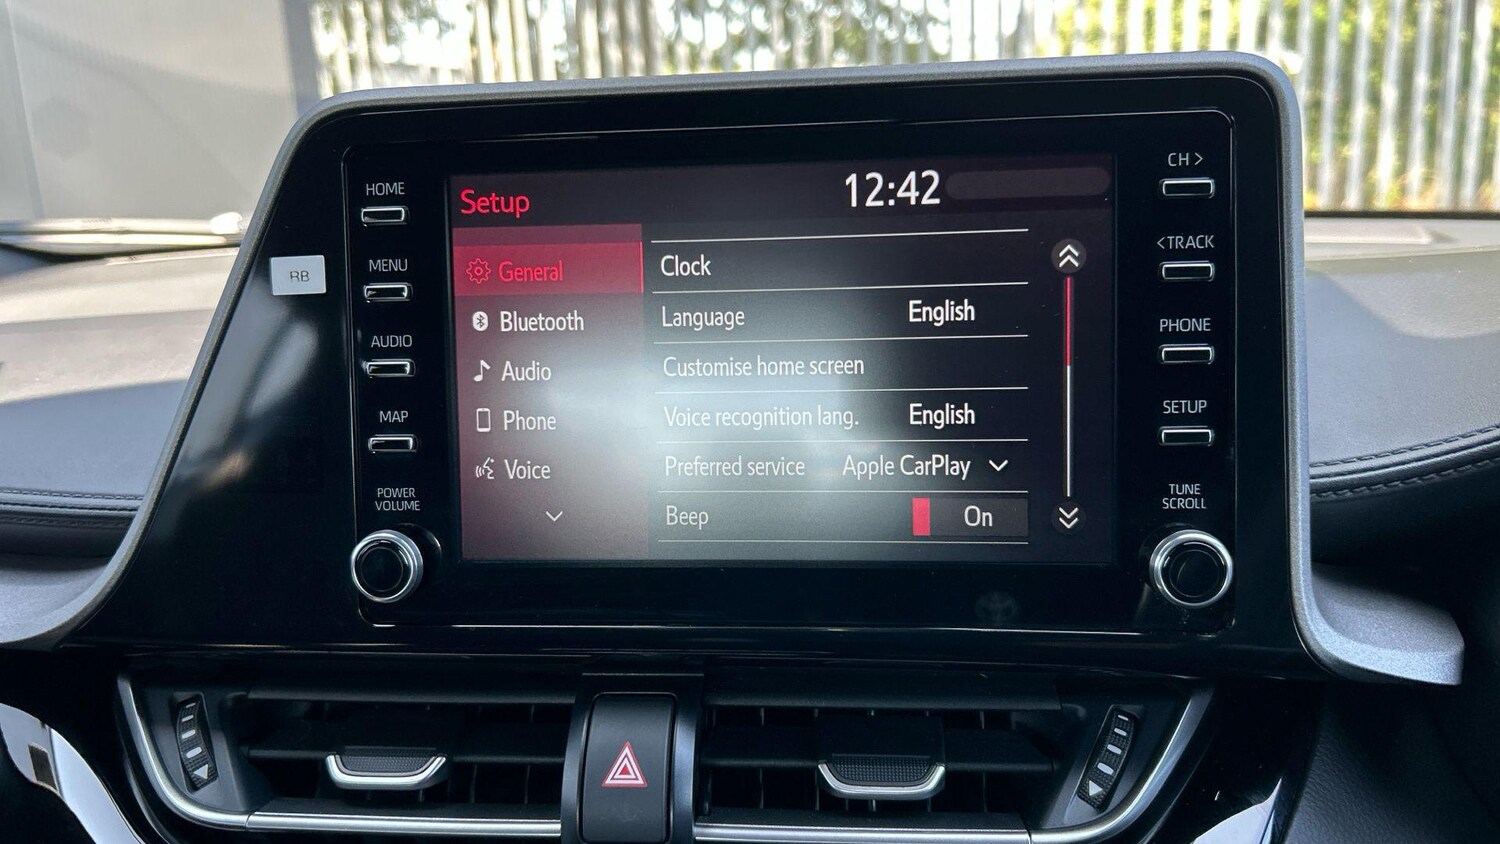 HOME
MENU
AUDIO
MAP
POWER
VOLUME
RB
Setup
12:42
General
Bluetooth
Audio
Phone
Voice
Clock
Language English
Customise home screen
Voice recognition lang. English
Preferred service Apple CarPlay
Beep On
CH >
< TRACK
PHONE
SETUP
TUNE
SCROLL